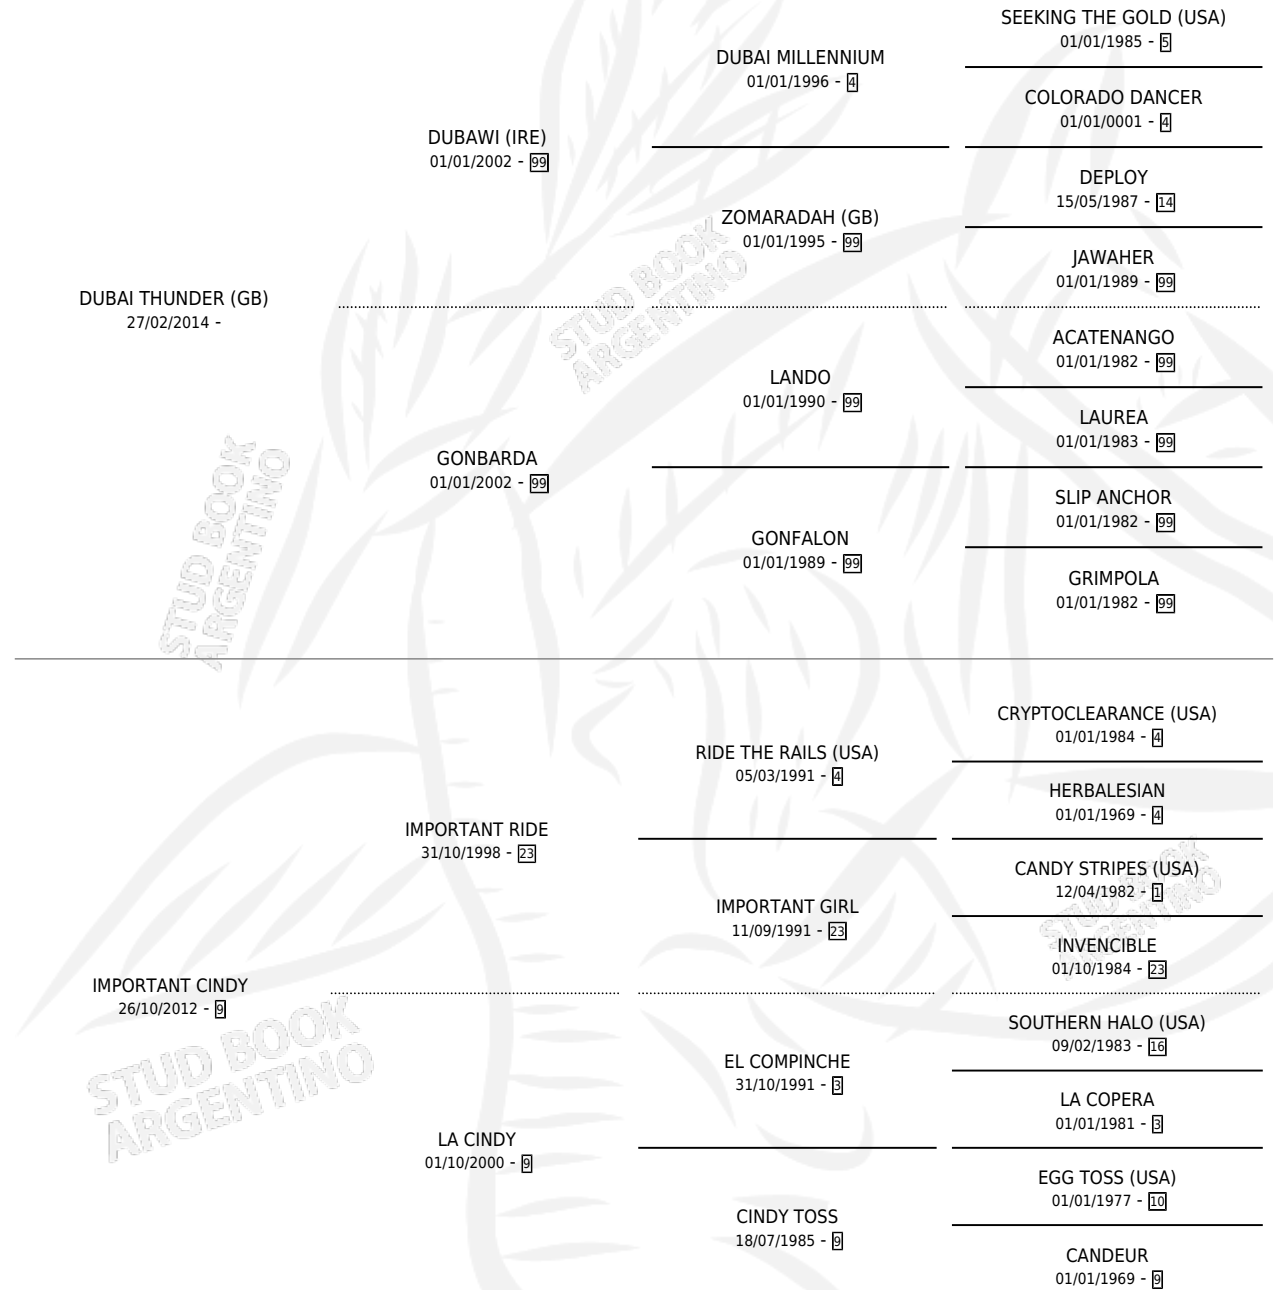 SEEKING THE GOLD (USA)
01/01/1985 - 5
DUBAI MILLENNIUM
01/01/1996 - 4
COLORADO DANCER
01/01/0001 - 4
DUBAWI (IRE)
01/01/2002 - 99
DEPLOY
15/05/1987 - 14
ZOMARADAH (GB)
01/01/1995 - 99
JAWAHER
01/01/1989 - 99
DUBAI THUNDER (GB)
27/02/2014 -
STUD BOOK
ARGENTINO
ACATENANGO
01/01/1982 - 99
LANDO
01/01/1990 - 99
LAUREA
01/01/1983 - 99
GONBARDA
01/01/2002 - 99
SLIP ANCHOR
01/01/1982 - 99
GONFALON
01/01/1989 - 99
GRIMPOLA
01/01/1982 - 99
STUD BOOK
ARGENTINO
CRYPTOCLEARANCE (USA)
01/01/1984 - 4
RIDE THE RAILS (USA)
05/03/1991 - 4
HERBALESIAN
01/01/1969 - 4
IMPORTANT RIDE
31/10/1998 - 23
CANDY STRIPES (USA)
12/04/1982 - 1
IMPORTANT GIRL
11/09/1991 - 23
STUD BOOK
ARGENTINO
INVENCIBLE
01/10/1984 - 23
IMPORTANT CINDY
26/10/2012 - 9
STUD BOOK
ARGENTINO
SOUTHERN HALO (USA)
09/02/1983 - 16
EL COMPINCHE
31/10/1991 - 3
LA COPERA
01/01/1981 - 3
LA CINDY
01/10/2000 - 9
EGG TOSS (USA)
01/01/1977 - 10
CINDY TOSS
18/07/1985 - 9
CANDEUR
01/01/1969 - 9